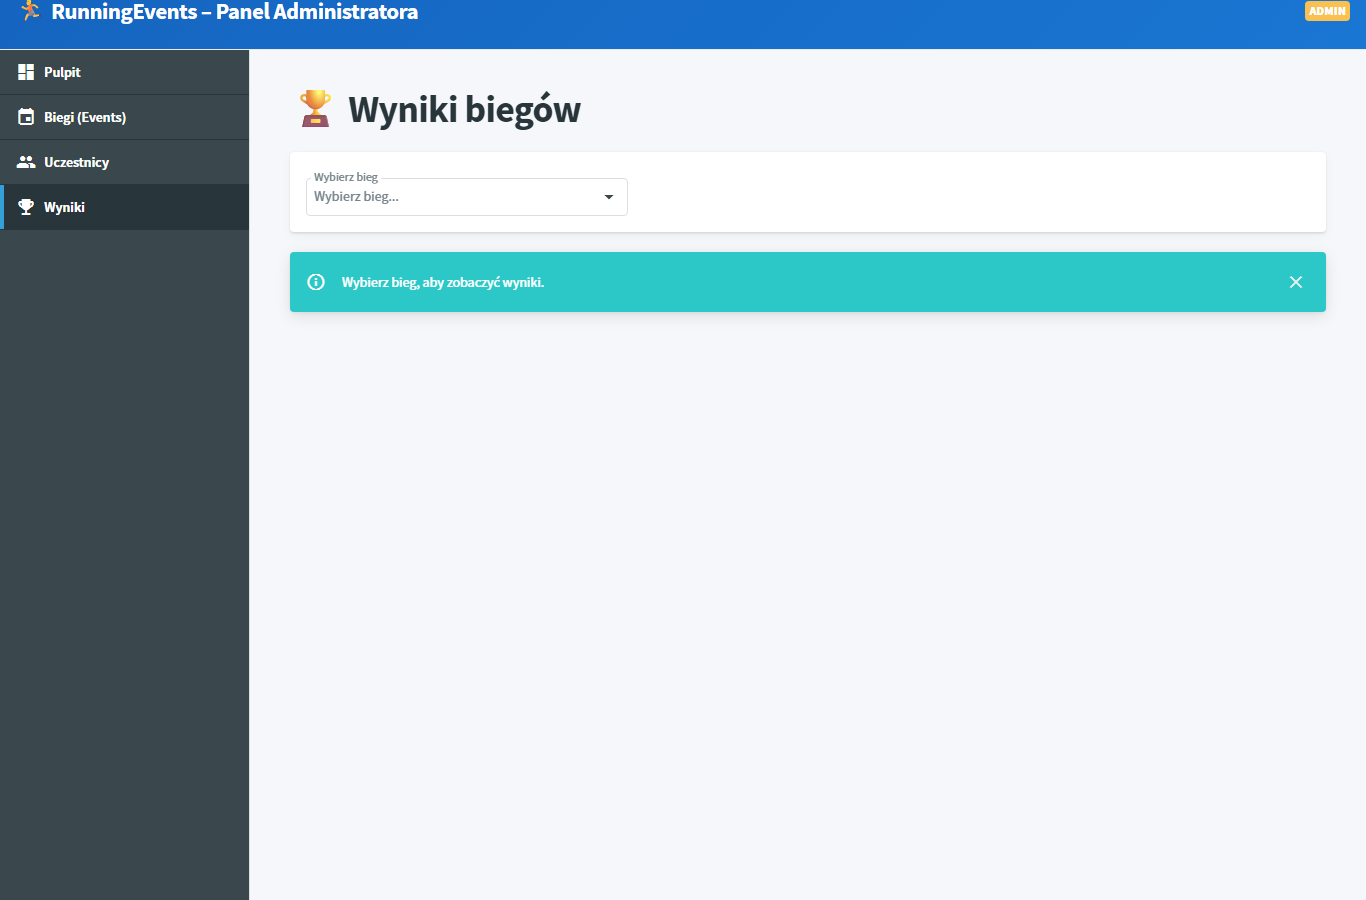 RunningEvents – Panel Administratora
ADMIN
Pulpit
Biegi (Events)
Uczestnicy
Wyniki
Wyniki biegów
Wybierz bieg
Wybierz bieg...
Wybierz bieg, aby zobaczyć wyniki.